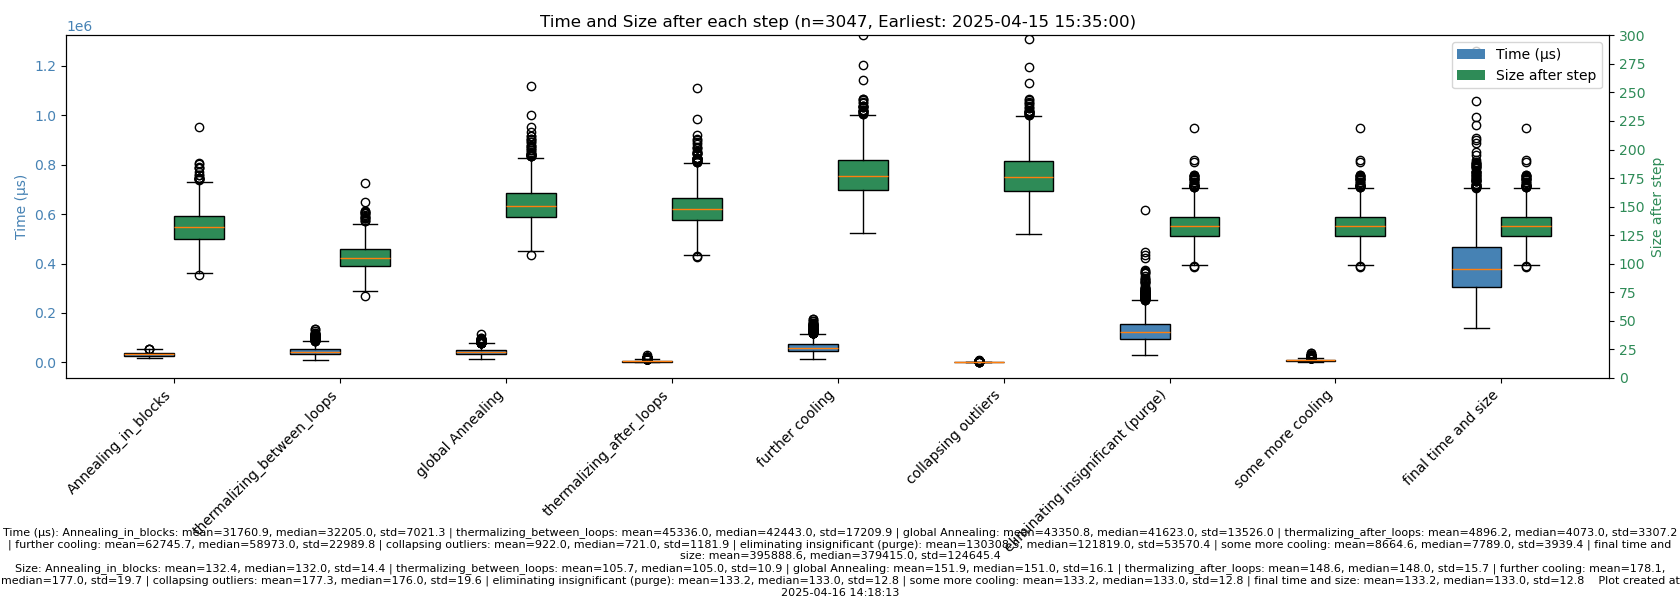 Time and Size after each step (n=3047, Earliest: 2025-04-15 15:35:00)
1e6
Time (μs)
Size after step
1.2
1.0
0.8
0.6
0.4
0.2
0.0
Time (μs)
300
275
250
225
200
175
150
125
100
75
50
25
0
Size after step
Annealing_in_blocks
thermalizing_between_loops
global Annealing
thermalizing_after_loops
further cooling
collapsing outliers
eliminating insignificant (purge)
some more cooling
final time and size
Time (μs): Annealing_in_blocks: mean=31760.9, median=32205.0, std=7021.3 | thermalizing_between_loops: mean=45336.0, median=42443.0, std=17209.9 | global Annealing: mean=43350.8, median=41623.0, std=13526.0 | thermalizing_after_loops: mean=4896.2, median=4073.0, std=3307.2
| further cooling: mean=62745.7, median=58973.0, std=22989.8 | collapsing outliers: mean=922.0, median=721.0, std=1181.9 | eliminating insignificant (purge): median=121819.0, std=53570.4 | some more cooling: mean=8664.6, median=7789.0, std=3939.4 | final time and
size: mean=395888.6, median=379415.0, std=124645.4
Size: Annealing_in_blocks: mean=132.4, median=132.0, std=14.4 | thermalizing_between_loops: mean=105.7, median=105.0, std=10.9 | global Annealing: mean=151.9, median=151.0, std=16.1 | thermalizing_after_loops: mean=148.6, median=148.0, std=15.7 | further cooling: mean=178.1,
median=177.0, std=19.7 | collapsing outliers: mean=177.3, median=176.0, std=19.6 | eliminating insignificant (purge): mean=133.2, median=133.0, std=12.8 | some more cooling: mean=133.2, median=133.0, std=12.8 | final time and size: mean=133.2, median=133.0, std=12.8 Plot created at
2025-04-16 14:18:13